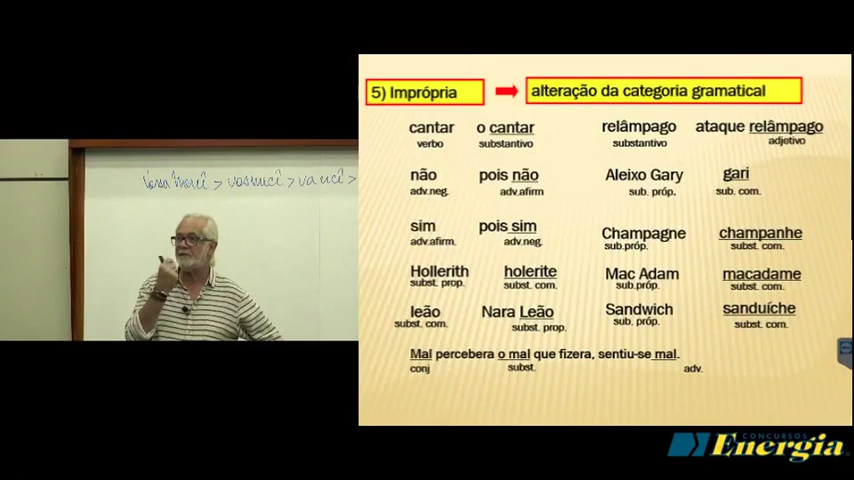 5) Imprópria
alteração da categoria gramatical
cantar o cantar relâmpago ataque relâmpago
verbo substantivo substantivo adjetivo
não pois não Aleixo Gary gari
adv.neg. adv.afirm sub. próp. sub. com.
sim pois sim Champagne champanhe
adv.afirm. adv.neg. sub.próp. subst. com.
Hollerith holerite Mac Adam macadame
subst. prop. subst. com. sub.próp. subst. com.
leão Nara Leão Sandwich sanduíche
subst. com. subst. prop. sub. próp. subst. com.
Mal percebera o mal que fizera, sentiu-se mal.
conj subst. adv.
CONCURSOS
Energia